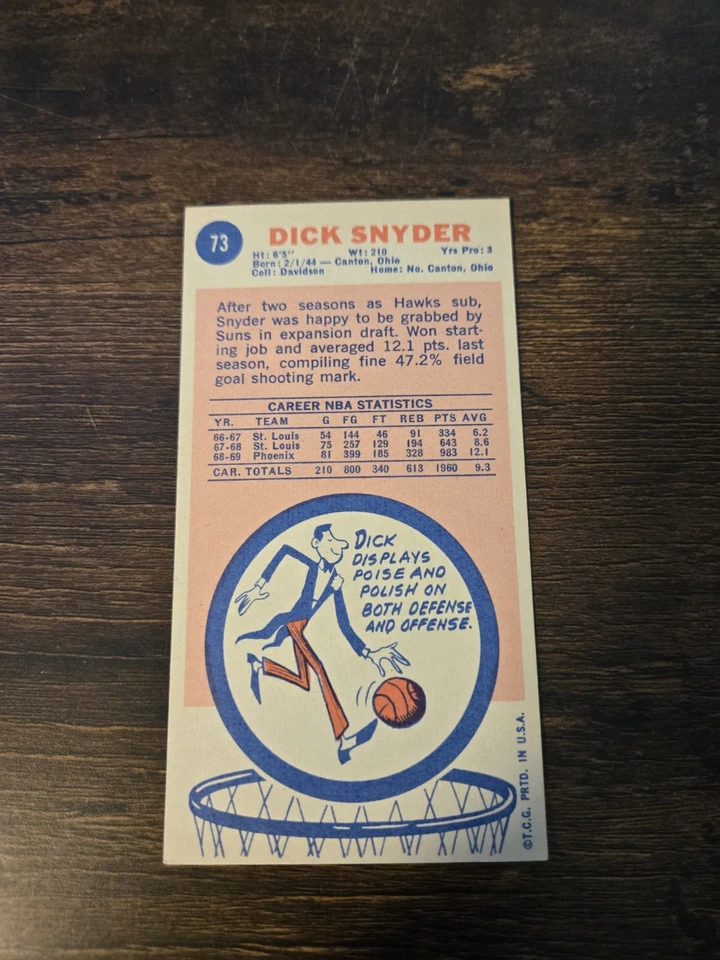 73
DICK SNYDER
Ht: 6'5" Wt: 210 Yrs Pro: 3
Born: 2/1/44 — Canton, Ohio
Coll: Davidson Home: No. Canton, Ohio
After two seasons as Hawks sub,
Snyder was happy to be grabbed by
Suns in expansion draft. Won start-
ing job and averaged 12.1 pts. last
season, compiling fine 47.2% field
goal shooting mark.
CAREER NBA STATISTICS
YR. TEAM G FG FT REB PTS AVG
66-67 St. Louis 54 144 46 91 334 6.2
67-68 St. Louis 75 257 129 194 643 8.6
68-69 Phoenix 81 399 185 328 983 12.1
CAR. TOTALS 210 800 340 613 1960 9.3
DICK
DISPLAYS
POISE AND
POLISH ON
BOTH DEFENSE
AND OFFENSE.
©T.C.G. PRTD. IN U.S.A.